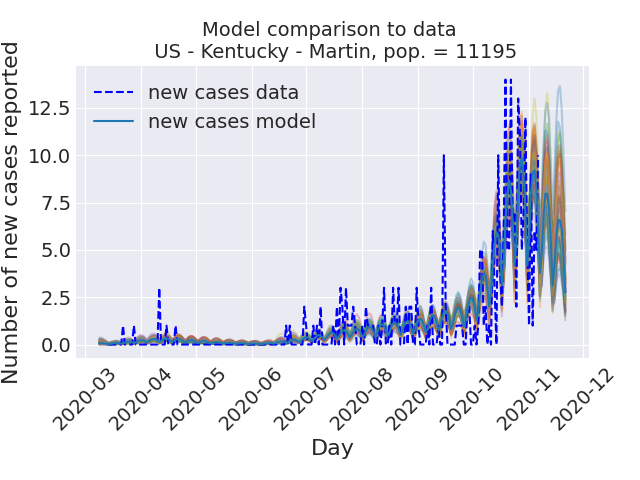 Model comparison to data
US - Kentucky - Martin, pop. = 11195
new cases data
new cases model
Number of new cases reported
12.5
10.0
7.5
5.0
2.5
0.0
2020-03
2020-04
2020-05
2020-06
2020-07
2020-08
2020-09
2020-10
2020-11
2020-12
Day